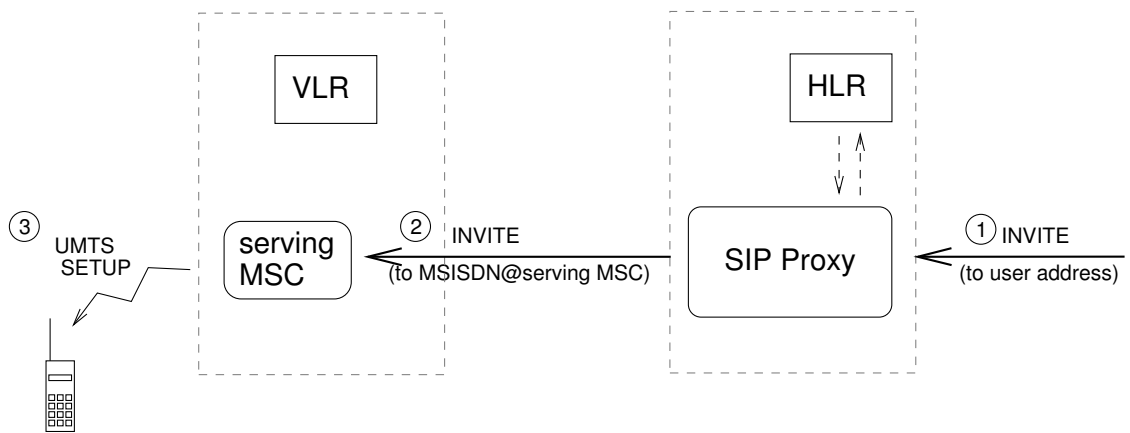 VLR
HLR
3
UMTS
SETUP
serving
MSC
2
INVITE
(to MSISDN@serving MSC)
SIP Proxy
1
INVITE
(to user address)